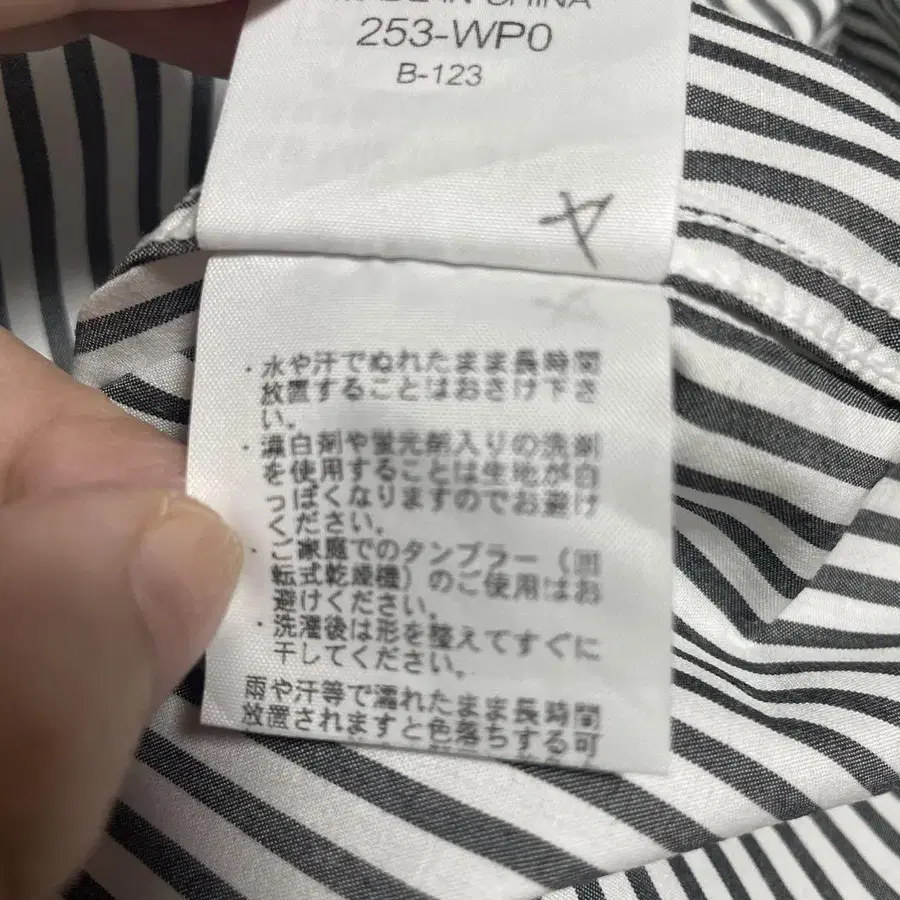 MADE IN CHINA
253-WP0
B-123
A
・水や汗でぬれたまま長時間
放置することはおさけ下さ
い。
・漂白剤や蛍光剤入りの洗剤
を使用することは生地が白
っぽくなりますのでお避け
ください。
・ご家庭でのタンブラー（回
転式乾燥機）のご使用はお
避けください。
・洗濯後は形を整えてすぐに
干してください。
雨や汗等で濡れたまま長時間
放置されますと色落ちする可